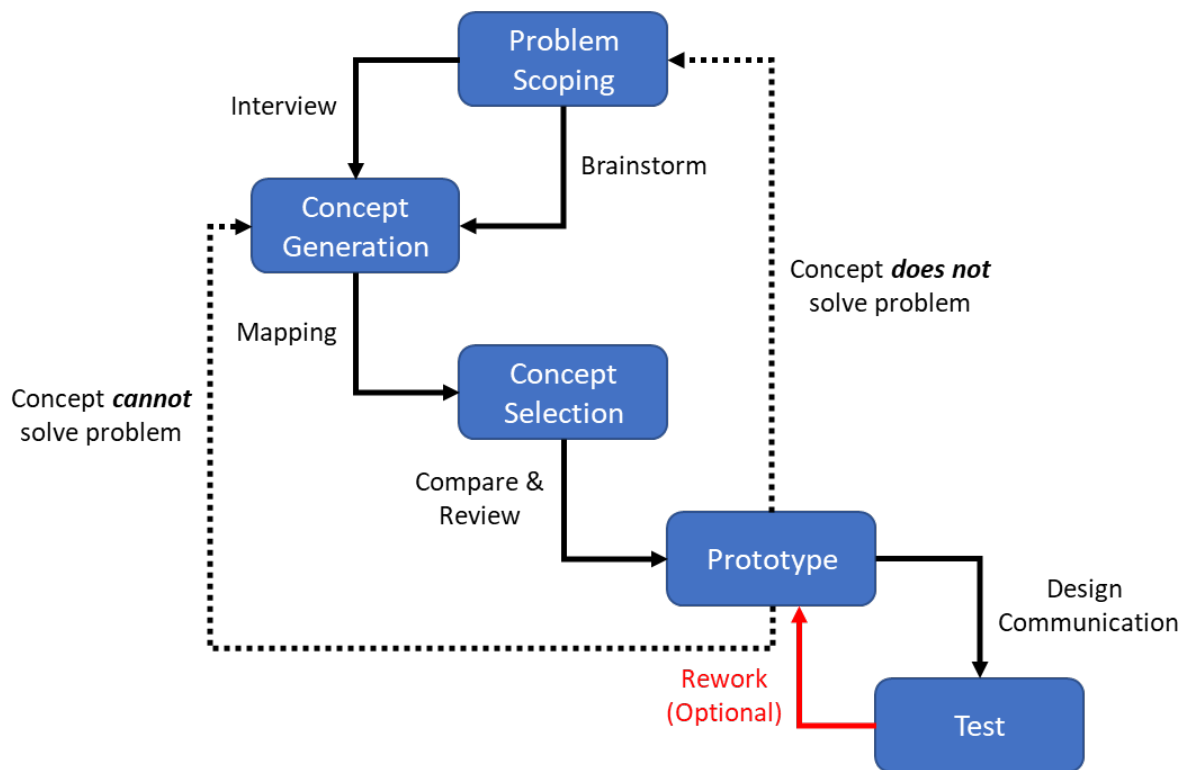 Problem
Scoping
Interview
Brainstorm
Concept
Generation
Concept does not
solve problem
Mapping
Concept
Selection
Concept cannot
solve problem
Compare &
Review
Prototype
Design
Communication
Rework
(Optional)
Test